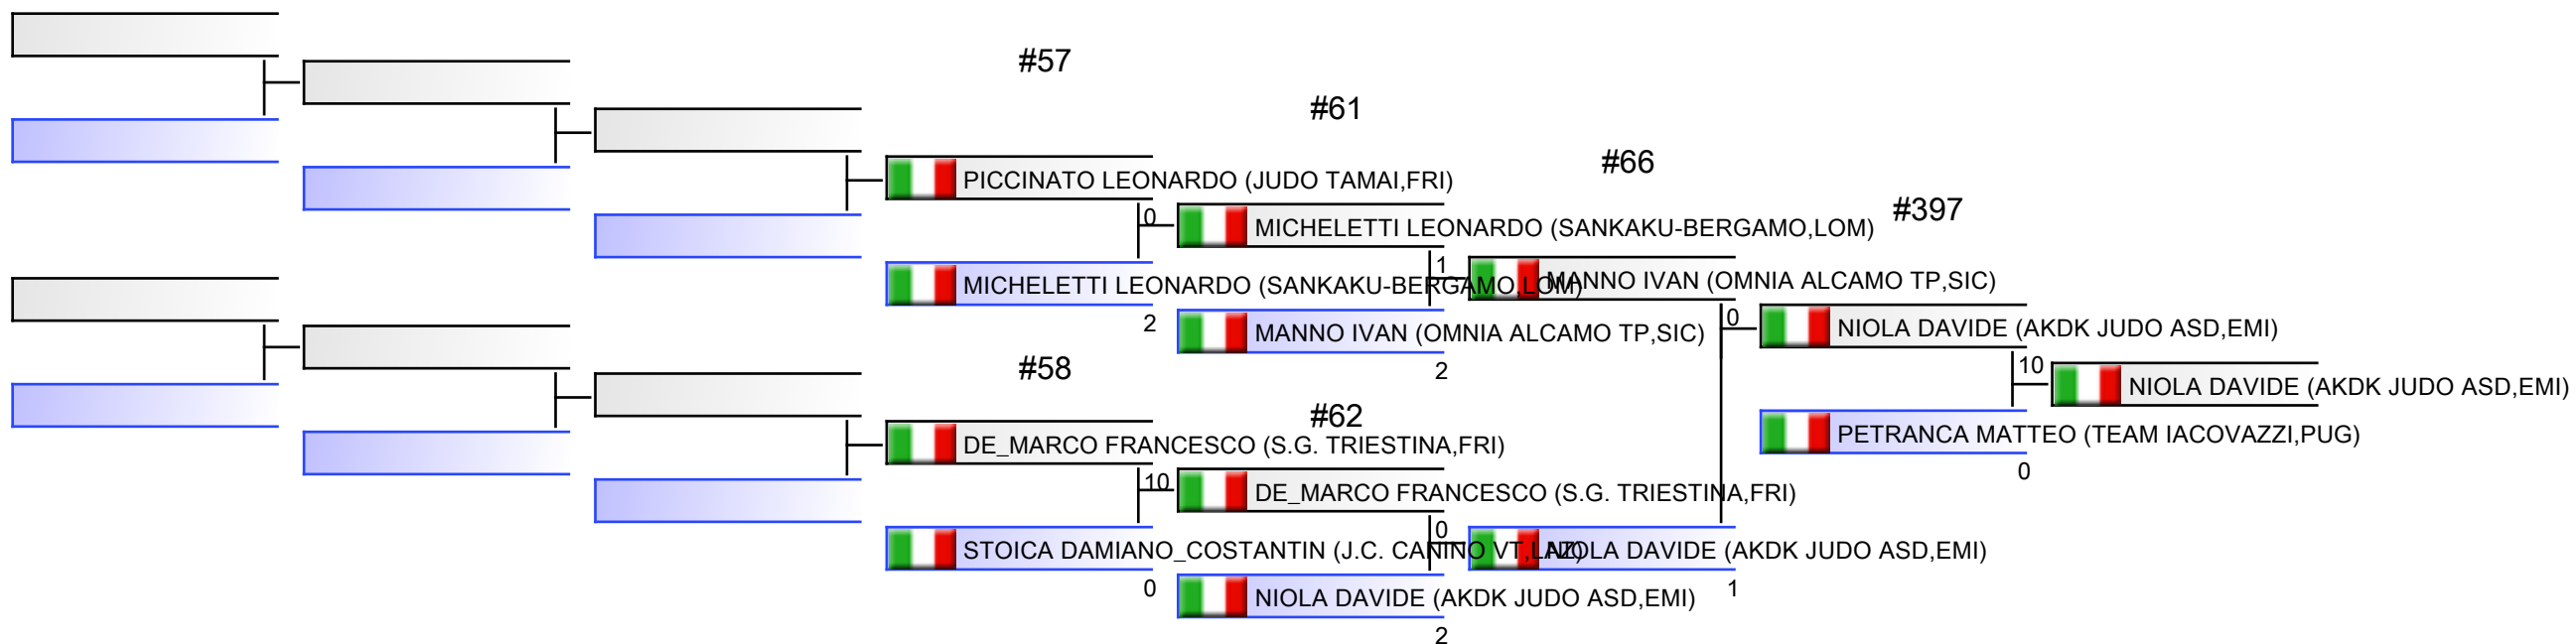 #57
#61
#66
PICCINATO LEONARDO (JUDO TAMAI,FRI)
#397
0
MICHELETTI LEONARDO (SANKAKU-BERGAMO,LOM)
1
MANNO IVAN (OMNIA ALCAMO TP,SIC)
MICHELETTI LEONARDO (SANKAKU-BERGAMO,LOM)
0
NIOLA DAVIDE (AKDK JUDO ASD,EMI)
2
MANNO IVAN (OMNIA ALCAMO TP,SIC)
#58
2
10
NIOLA DAVIDE (AKDK JUDO ASD,EMI)
#62
DE_MARCO FRANCESCO (S.G. TRIESTINA,FRI)
PETRANCA MATTEO (TEAM IACOVAZZI,PUG)
0
10
DE_MARCO FRANCESCO (S.G. TRIESTINA,FRI)
0
STOICA DAMIANO_COSTANTIN (J.C. CANINO VT,LAZ)
NIOLA DAVIDE (AKDK JUDO ASD,EMI)
0
NIOLA DAVIDE (AKDK JUDO ASD,EMI)
1
2